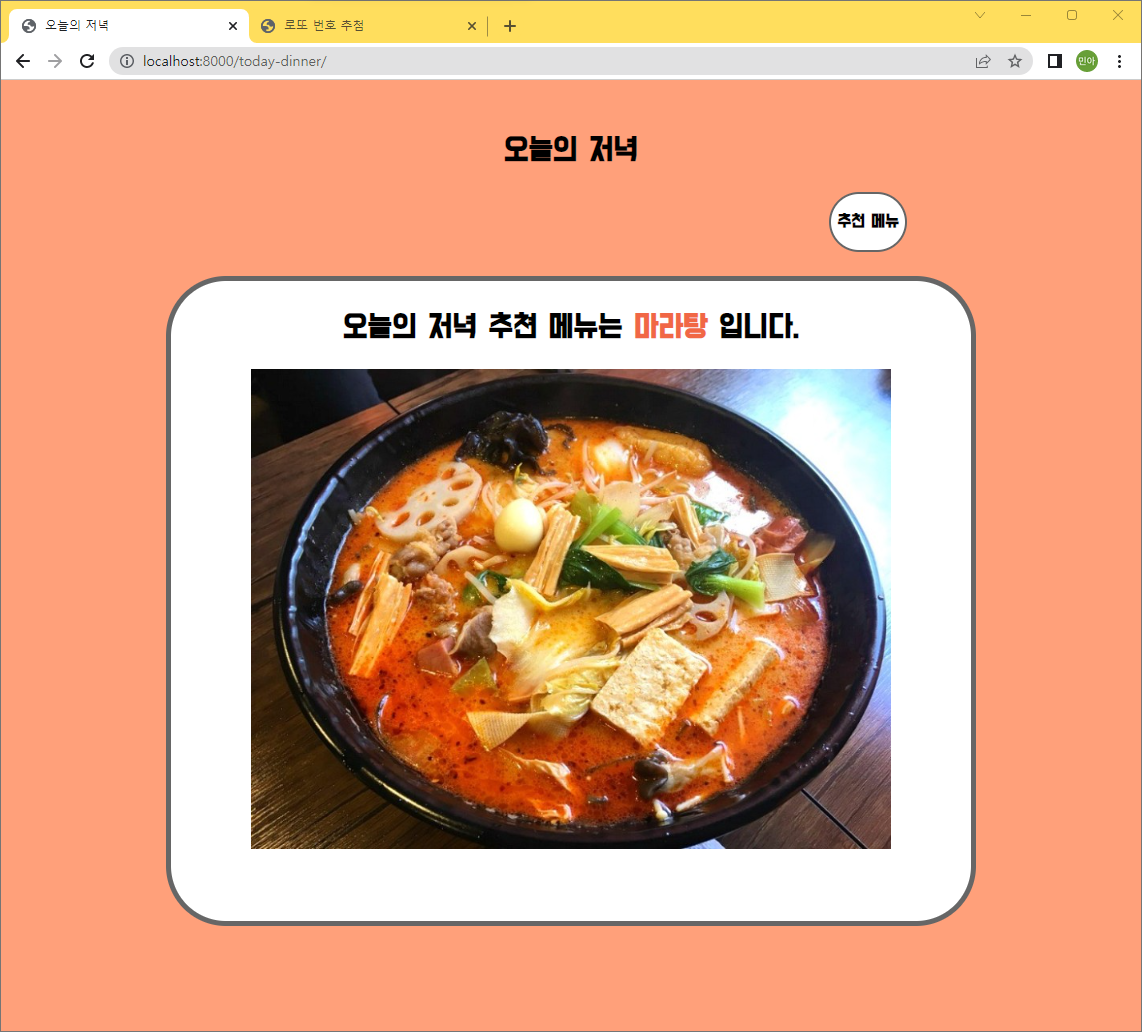 오늘의 저녁
로또 번호 추첨
localhost:8000/today-dinner/
민아
오늘의 저녁
추천 메뉴
오늘의 저녁 추천 메뉴는 마라탕 입니다.